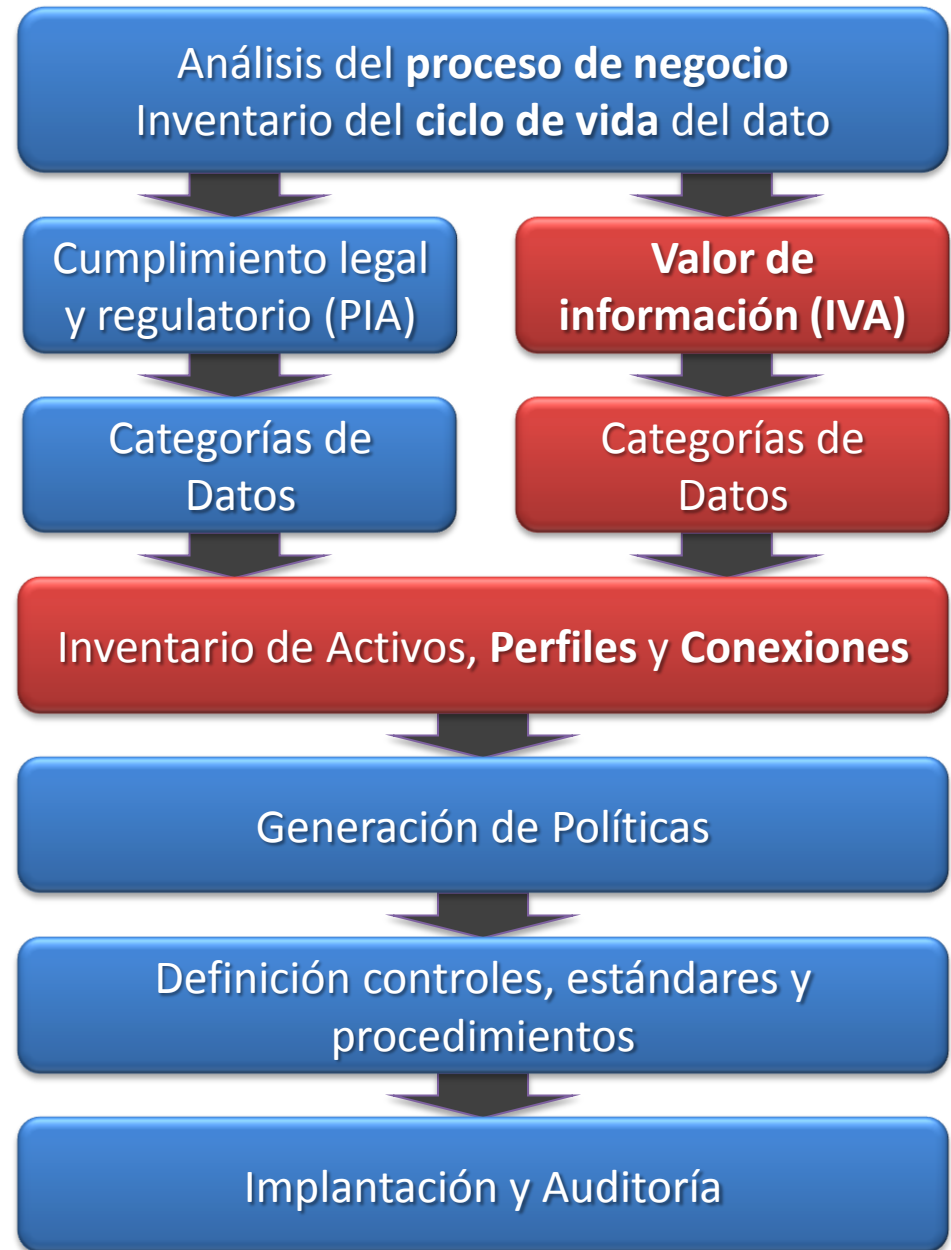 Análisis del proceso de negocio
Inventario del ciclo de vida del dato
Cumplimiento legal
y regulatorio (PIA)
Valor de
información (IVA)
Categorías de
Datos
Categorías de
Datos
Inventario de Activos, Perfiles y Conexiones
Generación de Políticas
Definición controles, estándares y
procedimientos
Implantación y Auditoría